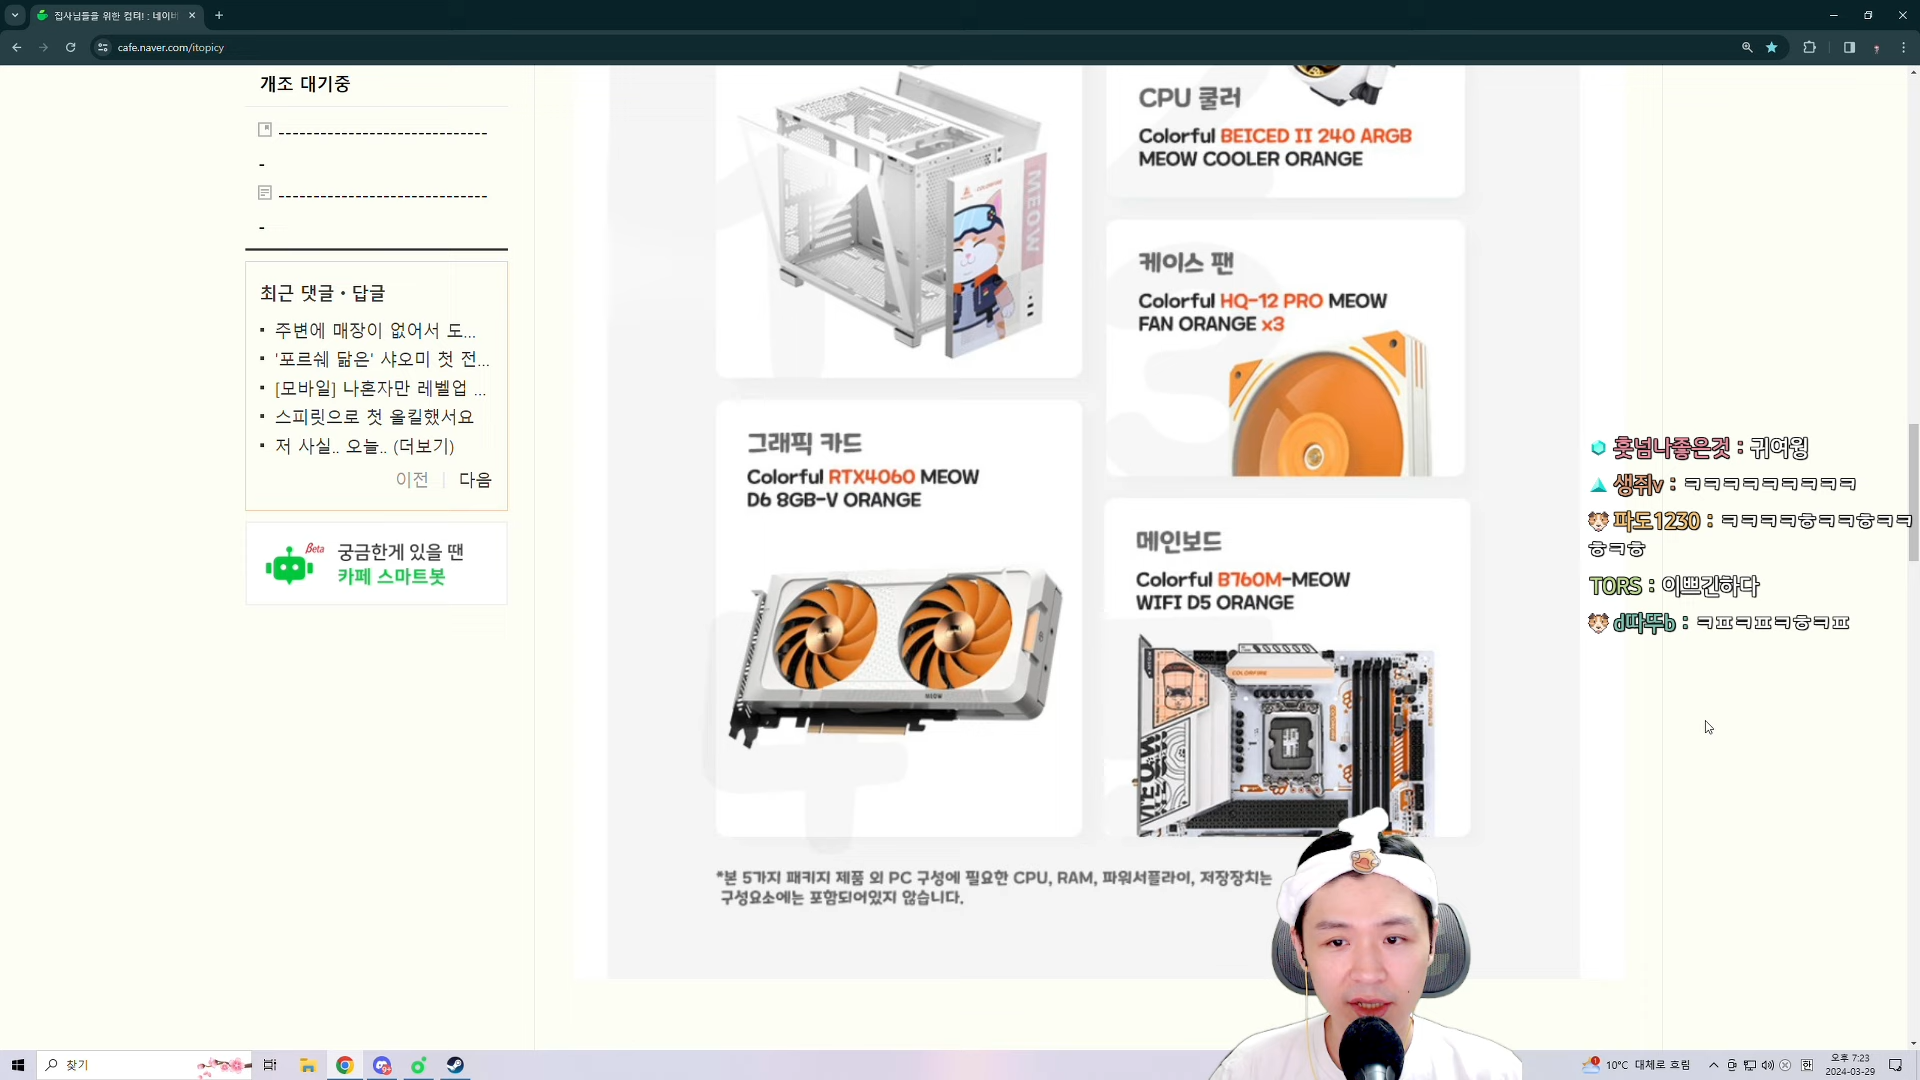 집사님들을 위한 컴퓨터! : 네이버
cafe.naver.com/itopicy
개조 대기중
------------------------------
-
------------------------------
-
최근 댓글 · 답글
주변에 매장이 없어서 도...
'포르쉐 닮은' 샤오미 첫 전...
[모바일] 나혼자만 레벨업 ...
스피릿으로 첫 올킬했서요
저 사실.. 오늘.. (더보기)
이전
다음
Beta
궁금한게 있을 땐
카페 스마트봇
MEOW
CPU 쿨러
Colorful BEICED II 240 ARGB
MEOW COOLER ORANGE
케이스 팬
Colorful HQ-12 PRO MEOW
FAN ORANGE x3
그래픽 카드
Colorful RTX4060 MEOW
D6 8GB-V ORANGE
MEOW
메인보드
Colorful B760M-MEOW
WIFI D5 ORANGE
COLORFIRE
MEOW
*본 5가지 패키지 제품 외 PC 구성에 필요한 CPU, RAM, 파워서플라이, 저장장치는
구성요소에는 포함되어있지 않습니다.
훗넘나좋은것 : 귀여웡
생쥐v : ㅋㅋㅋㅋㅋㅋㅋㅋㅋ
파도1230 : ㅋㅋㅋㅋㅎㅋㅋㅎㅋㅋ
ㅎㅋㅎ
TORS : 이쁘긴하다
d따뚜b : ㅋㅍㅋㅍㅋㅎㅋㅍ
찾기
10°C 대체로 흐림
한
오후 7:23
2024-03-29